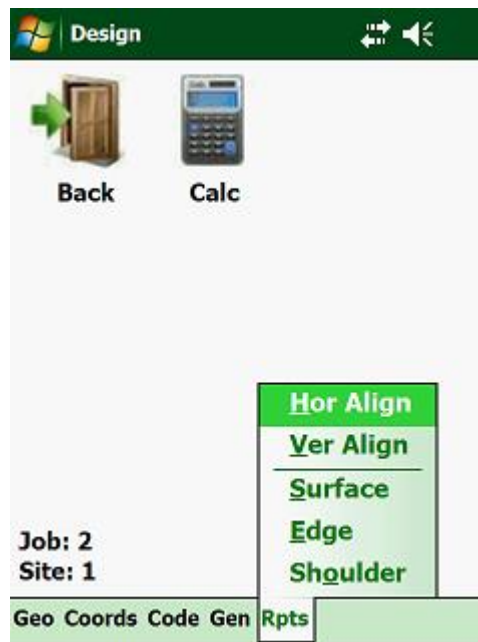 Design
Back Calc
Hor Align
Ver Align
Surface
Edge
Shoulder
Job: 2
Site: 1
Geo Coords Code Gen Rpts